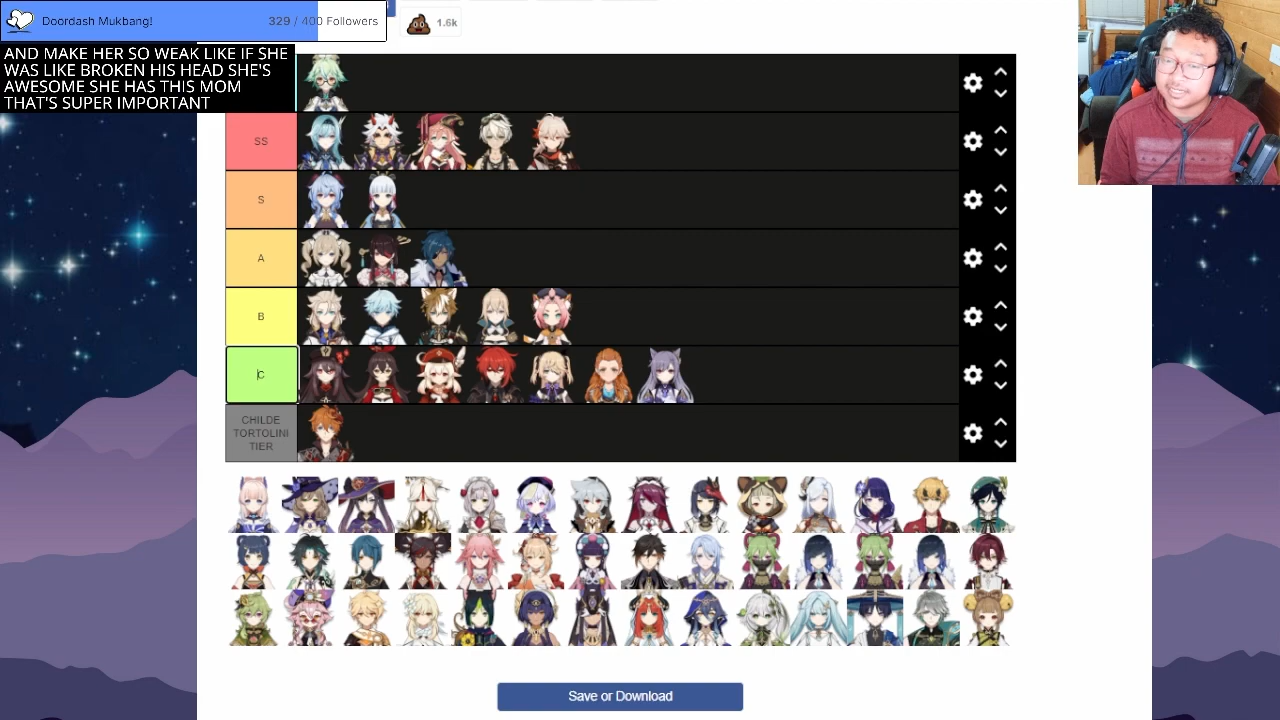 Doordash Mukbang! 329 / 400 Followers
1.6k
AND MAKE HER SO WEAK LIKE IF SHE
WAS LIKE BROKEN HIS HEAD SHE'S
AWESOME SHE HAS THIS MOM
THAT'S SUPER IMPORTANT
SS
S
A
B
C
CHILDE
TORTOLINI
TIER
Save or Download